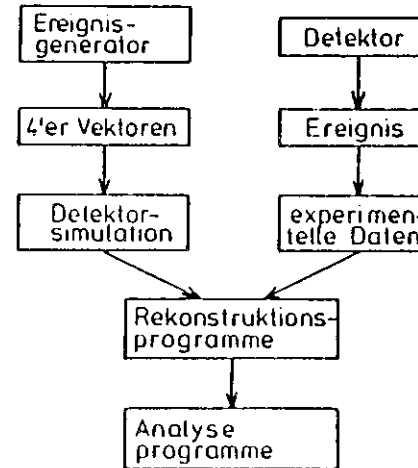 Ereignis-
generator
4'er Vektoren
Detektor-
simulation
Detektor
Ereignis
experimen-
telle Daten
Rekonstruktions-
programme
Analyse
programme